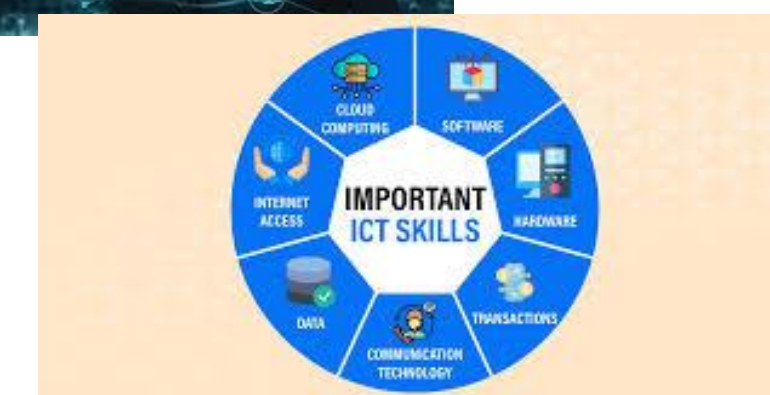 CLOUD
COMPUTING
SOFTWARE
INTERNET
ACCESS
IMPORTANT
ICT SKILLS
HARDWARE
DATA
TRANSACTIONS
COMMUNICATION
TECHNOLOGY